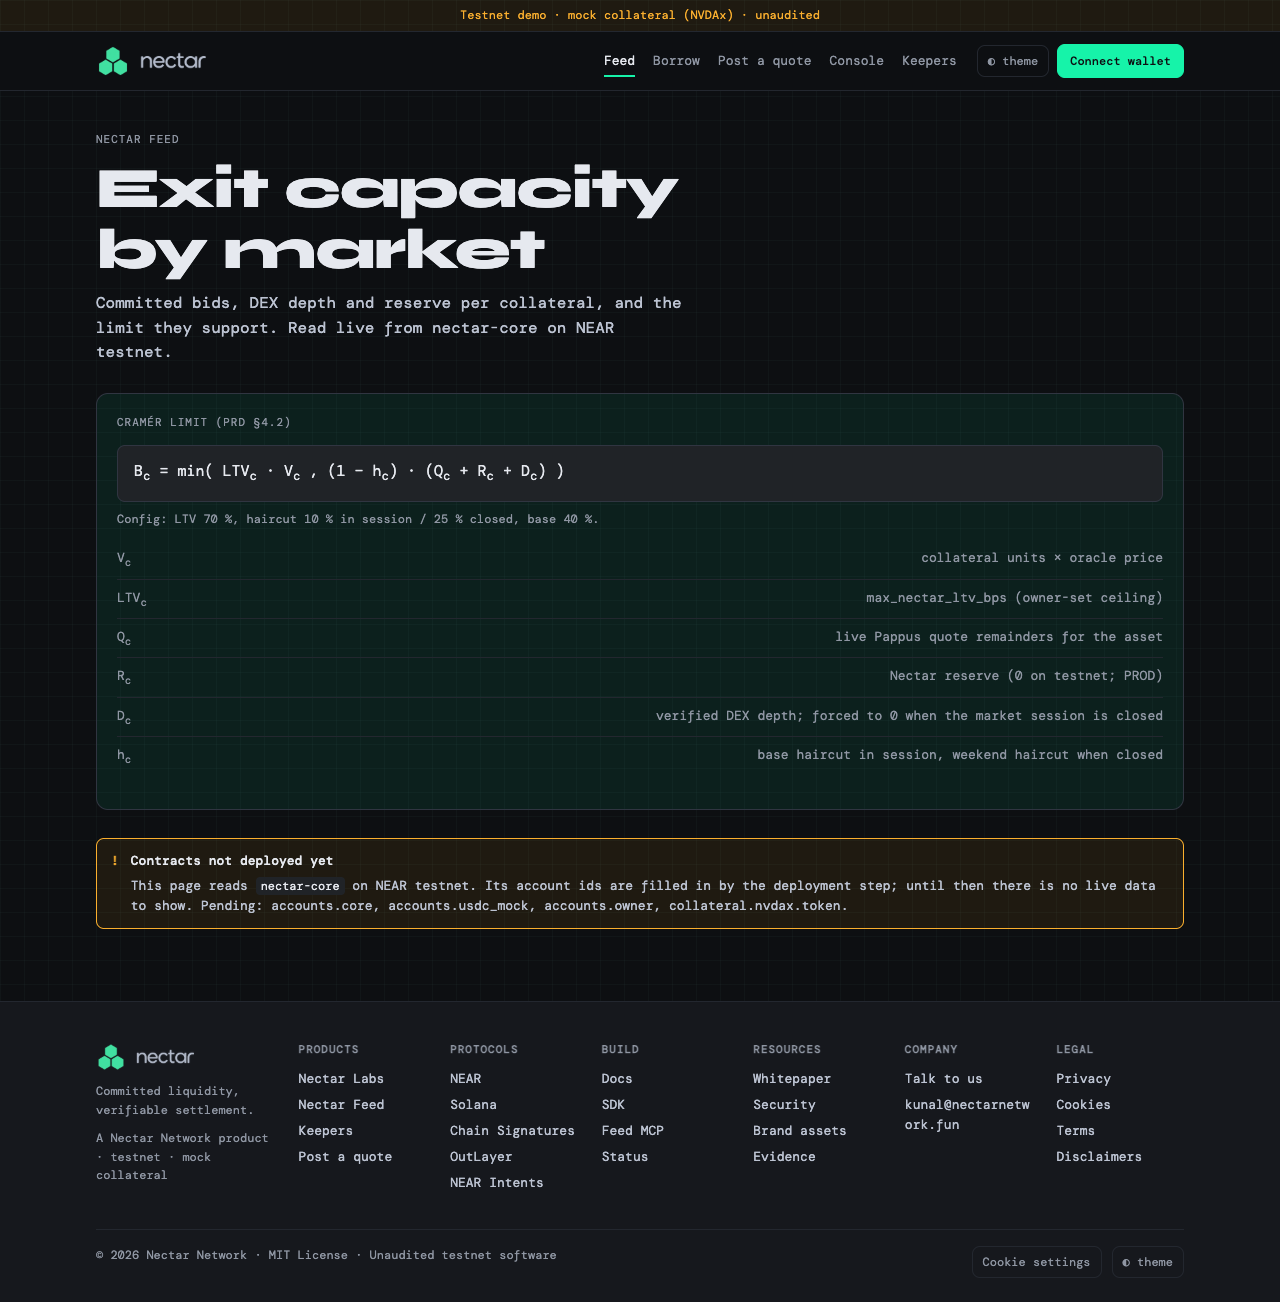 Testnet demo · mock collateral (NVDAx) · unaudited
nectar
Feed
Borrow
Post a quote
Console
Keepers
◐ theme
Connect wallet
NECTAR FEED
Exit capacity
by market
Committed bids, DEX depth and reserve per collateral, and the
limit they support. Read live from nectar-core on NEAR
testnet.
CRAMÉR LIMIT (PRD §4.2)
Bc = min( LTVc · Vc , (1 − hc) · (Qc + Rc + Dc) )
Config: LTV 70 %, haircut 10 % in session / 25 % closed, base 40 %.
Vc collateral units × oracle price
LTVc max_nectar_ltv_bps (owner-set ceiling)
Qc live Pappus quote remainders for the asset
Rc Nectar reserve (0 on testnet; PROD)
Dc verified DEX depth; forced to 0 when the market session is closed
hc base haircut in session, weekend haircut when closed
! Contracts not deployed yet
This page reads nectar-core on NEAR testnet. Its account ids are filled in by the deployment step; until then there is no live data
to show. Pending: accounts.core, accounts.usdc_mock, accounts.owner, collateral.nvdax.token.
nectar
Committed liquidity,
verifiable settlement.
A Nectar Network product
· testnet · mock
collateral
PRODUCTS
Nectar Labs
Nectar Feed
Keepers
Post a quote
PROTOCOLS
NEAR
Solana
Chain Signatures
OutLayer
NEAR Intents
BUILD
Docs
SDK
Feed MCP
Status
RESOURCES
Whitepaper
Security
Brand assets
Evidence
COMPANY
Talk to us
kunal@nectarnetw
ork.fun
LEGAL
Privacy
Cookies
Terms
Disclaimers
© 2026 Nectar Network · MIT License · Unaudited testnet software
Cookie settings
◐ theme